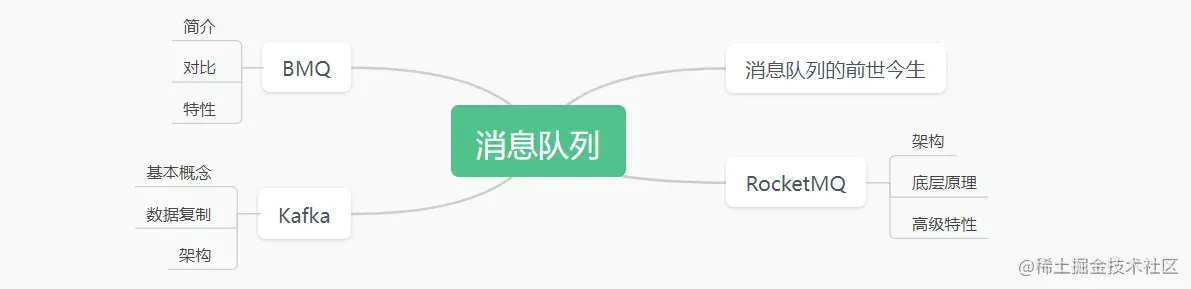 简介
对比
特性
BMQ
消息队列的前世今生
消息队列
基本概念
数据复制
架构
Kafka
RocketMQ
架构
底层原理
高级特性
@稀土掘金技术社区